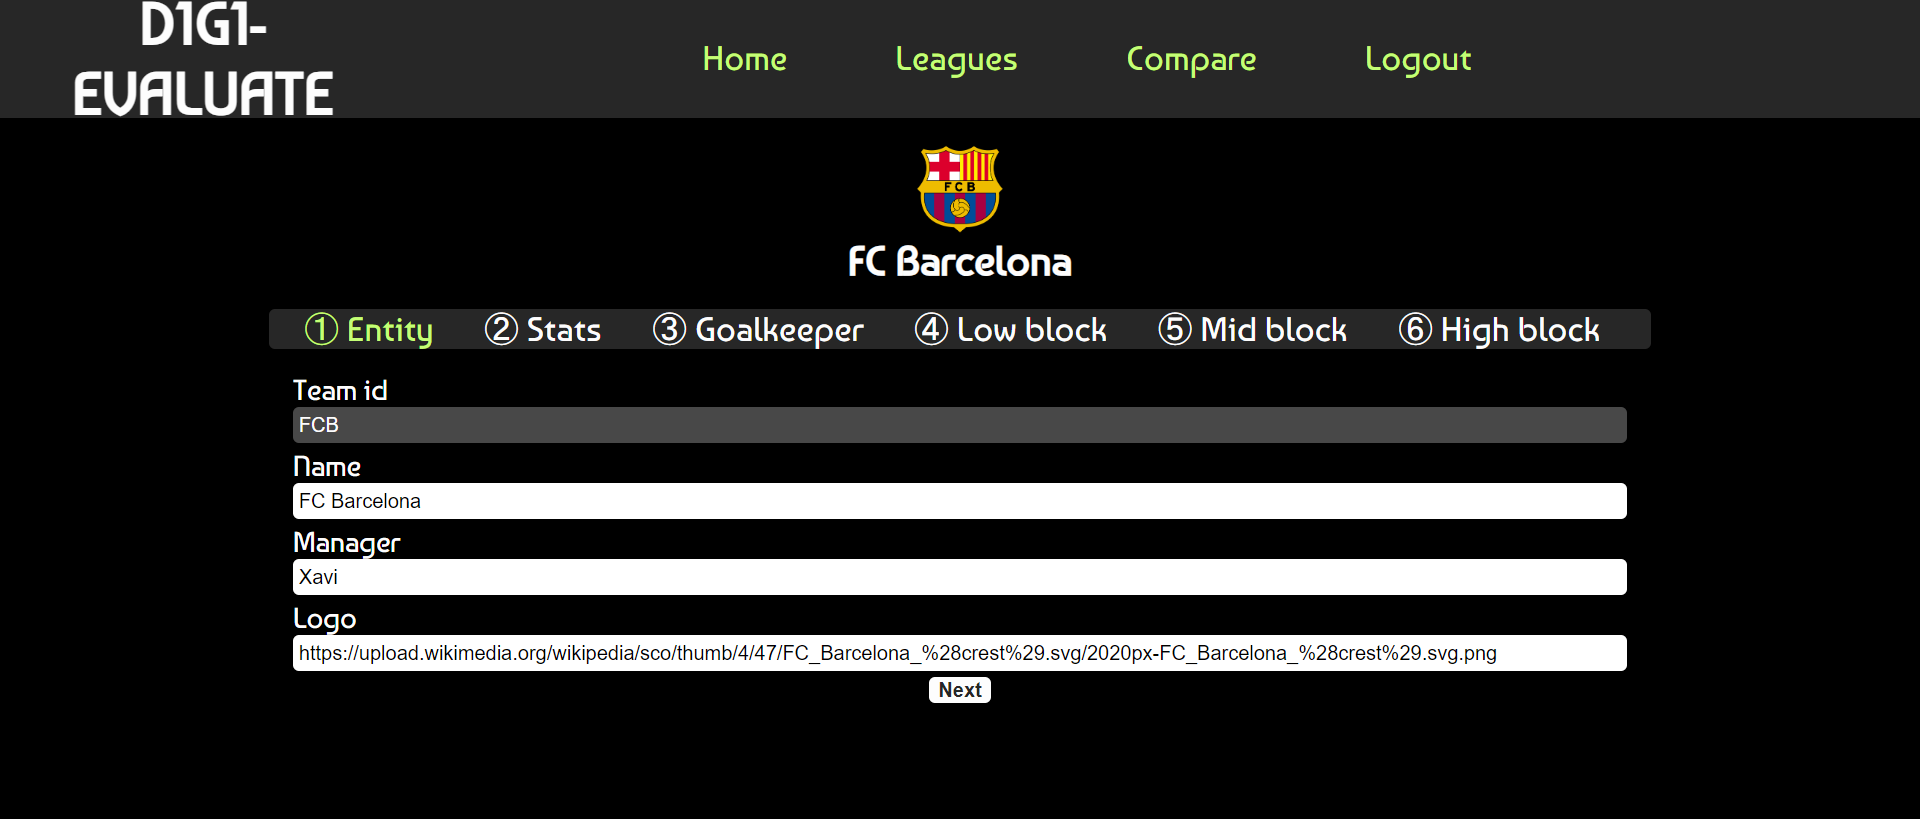 D1G1-
EVALUATE
Home Leagues Compare Logout
FCB
FC Barcelona
① Entity ② Stats ③ Goalkeeper ④ Low block ⑤ Mid block ⑥ High block
Team id
FCB
Name
FC Barcelona
Manager
Xavi
Logo
https://upload.wikimedia.org/wikipedia/sco/thumb/4/47/FC_Barcelona_%28crest%29.svg/2020px-FC_Barcelona_%28crest%29.svg.png
Next